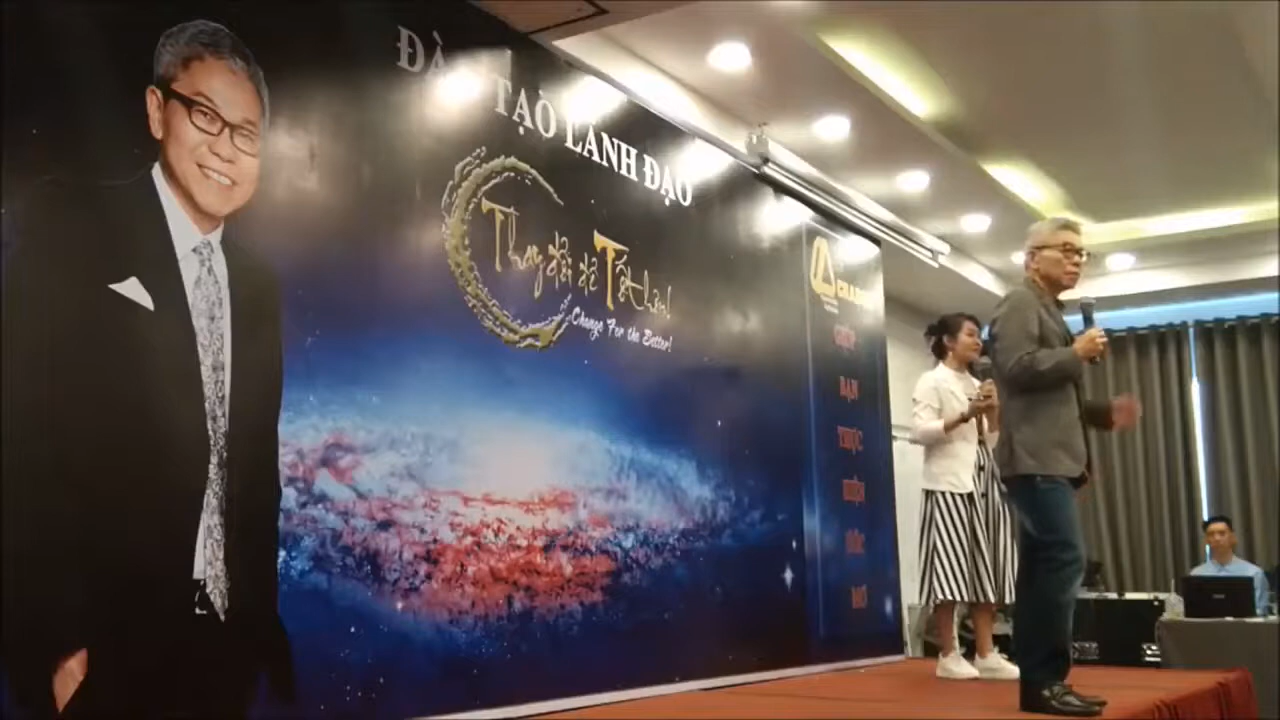 TẠO LÃNH ĐẠO
Thay đổi để Tốt hơn!
Change For the Better!
GIÚP
BẠN
THỰC
HIỆN
ƯỚC
MƠ